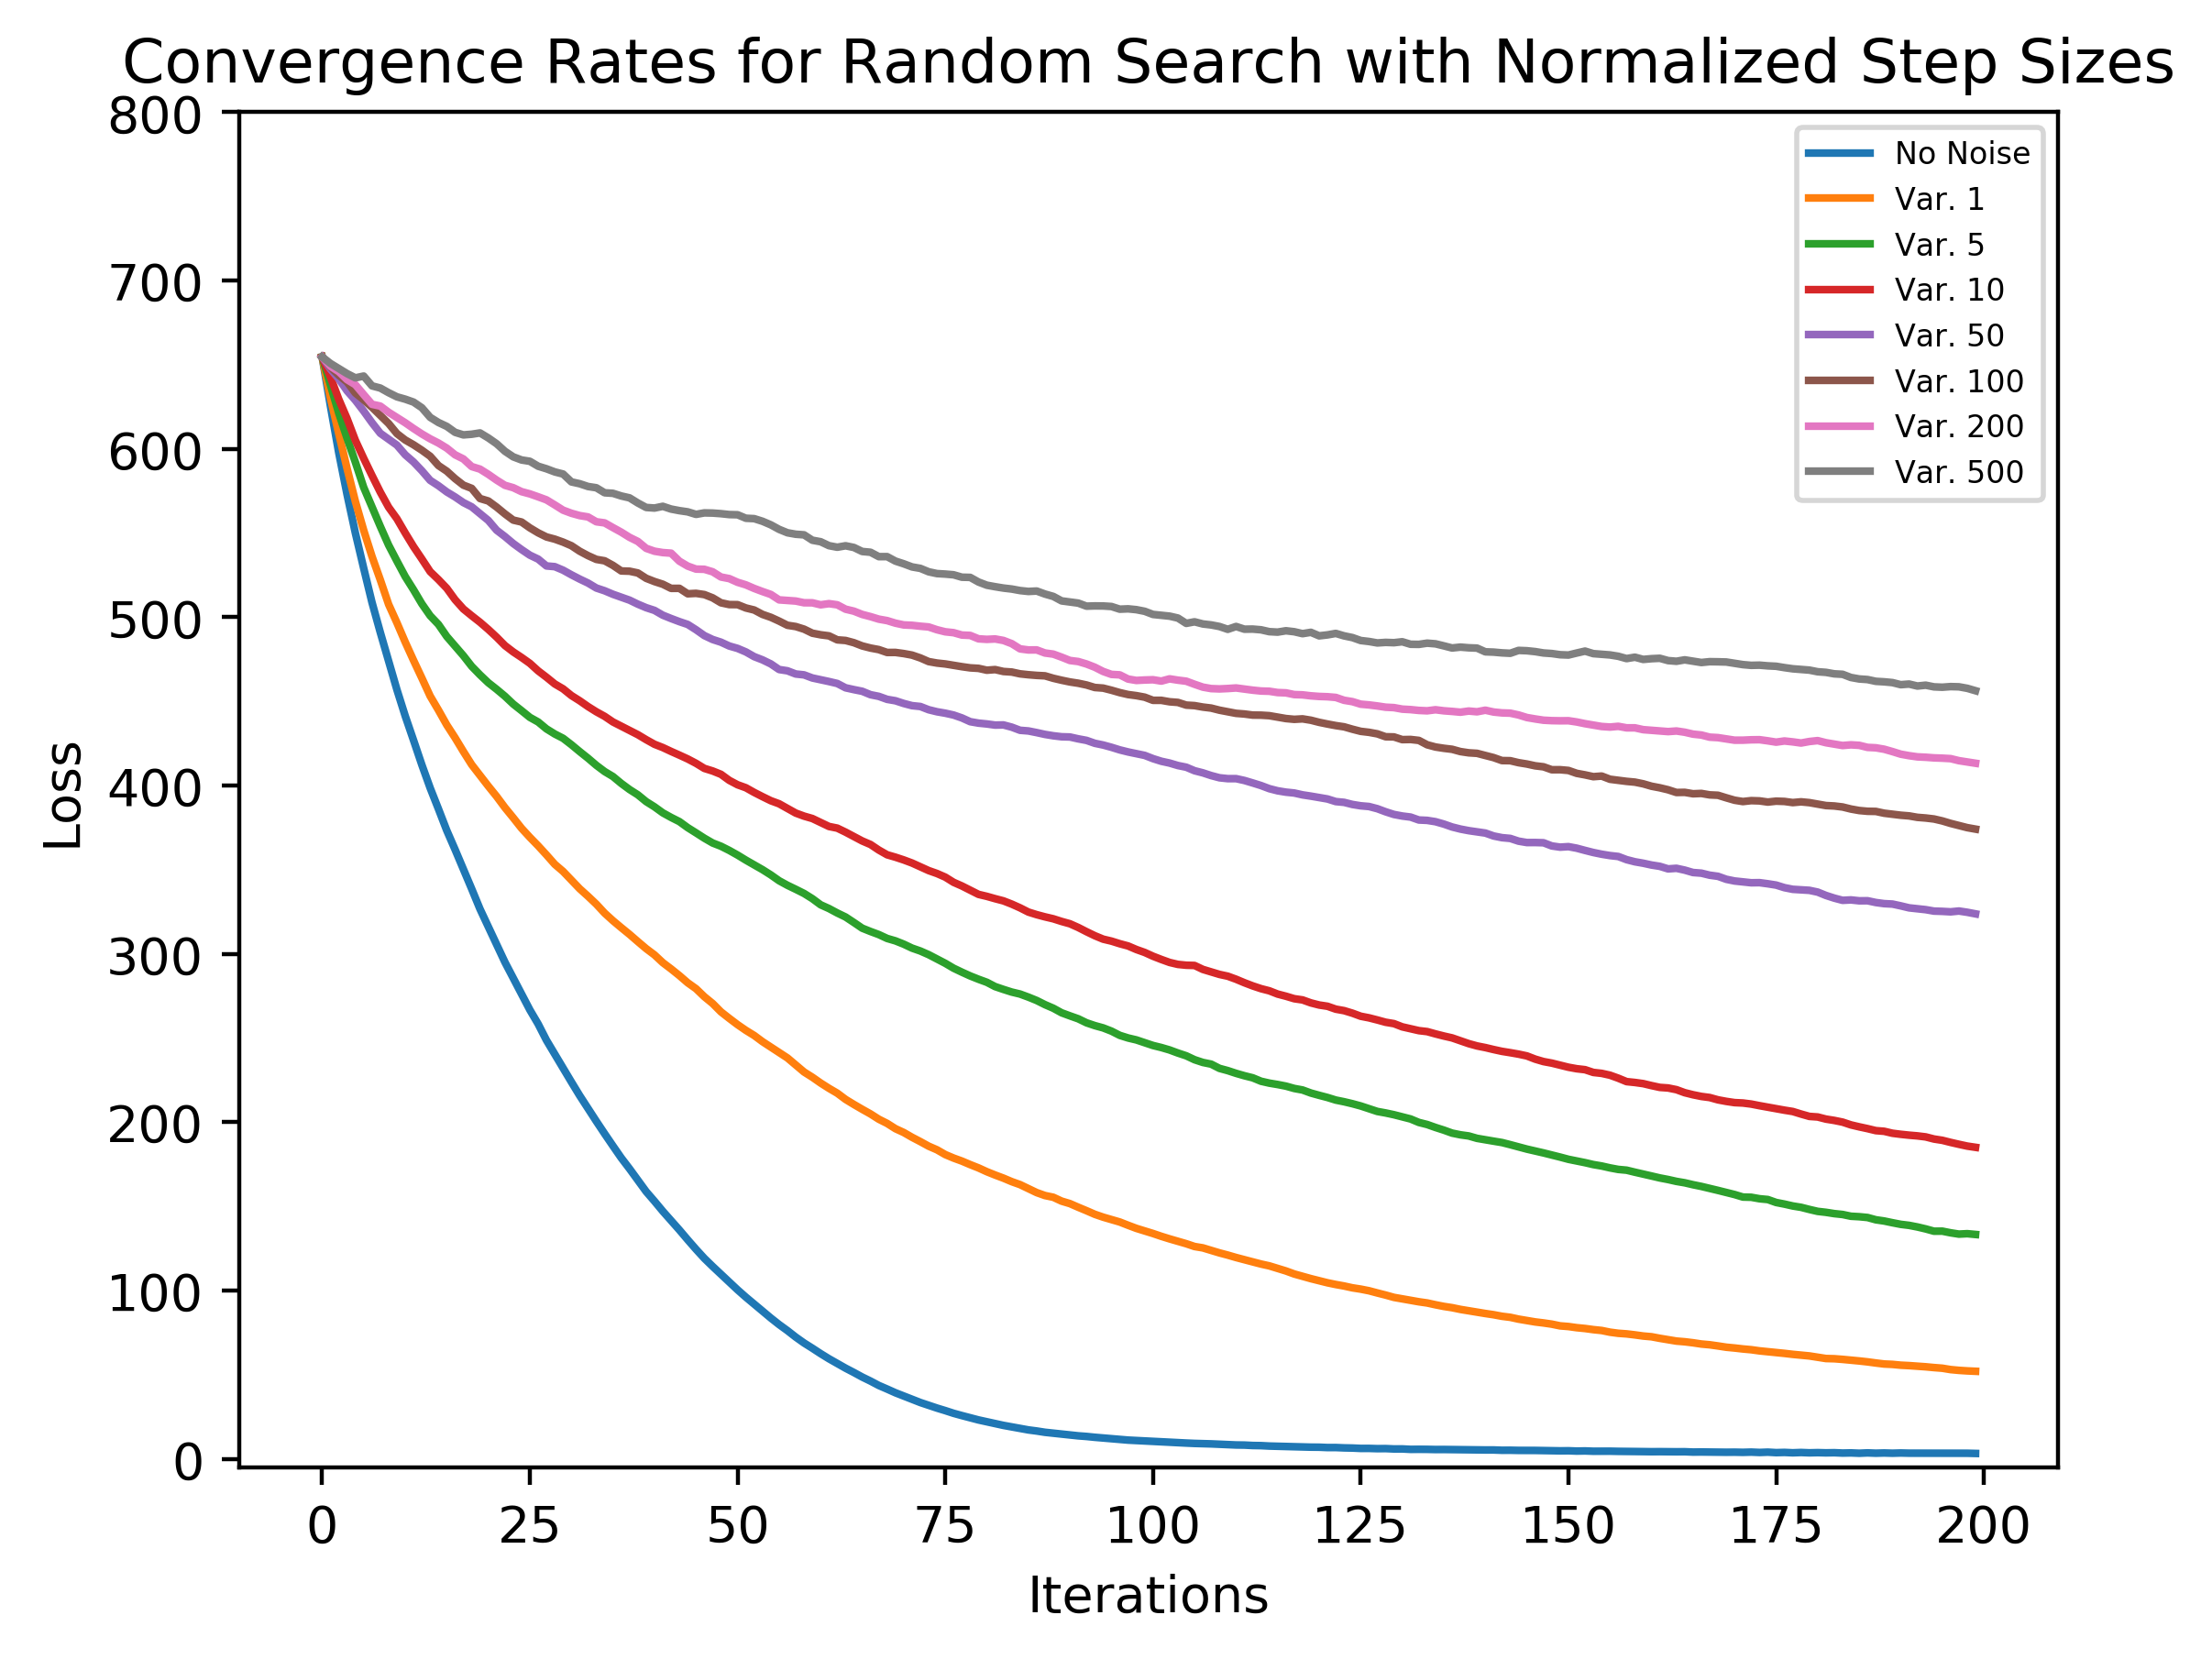 Convergence Rates for Random Search with Normalized Step Sizes
800
700
600
500
400
300
200
100
0
Loss
No Noise
Var. 1
Var. 5
Var. 10
Var. 50
Var. 100
Var. 200
Var. 500
0 25 50 75 100 125 150 175 200
Iterations